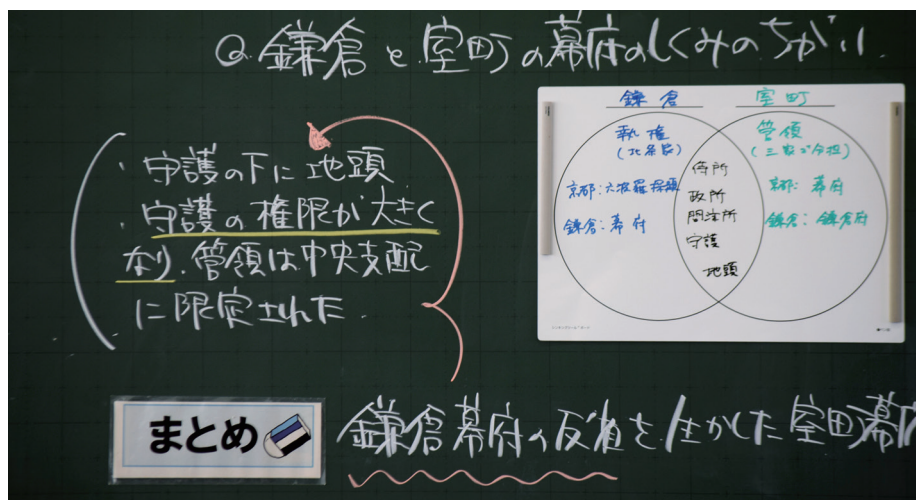 Q 鎌倉と室町の幕府のしくみのちがい.
・守護の下に地頭
・守護の権限が大きく
なり.管領は中央支配
に限定された.
鎌倉
室町
執権
(北条家)
京都:六波羅探題
鎌倉:幕府
侍所
政所
問注所
守護
地頭
管領
(三家で分担)
京都:幕府
鎌倉:鎌倉府
まとめ
鎌倉幕府の反省を生かした室町幕府